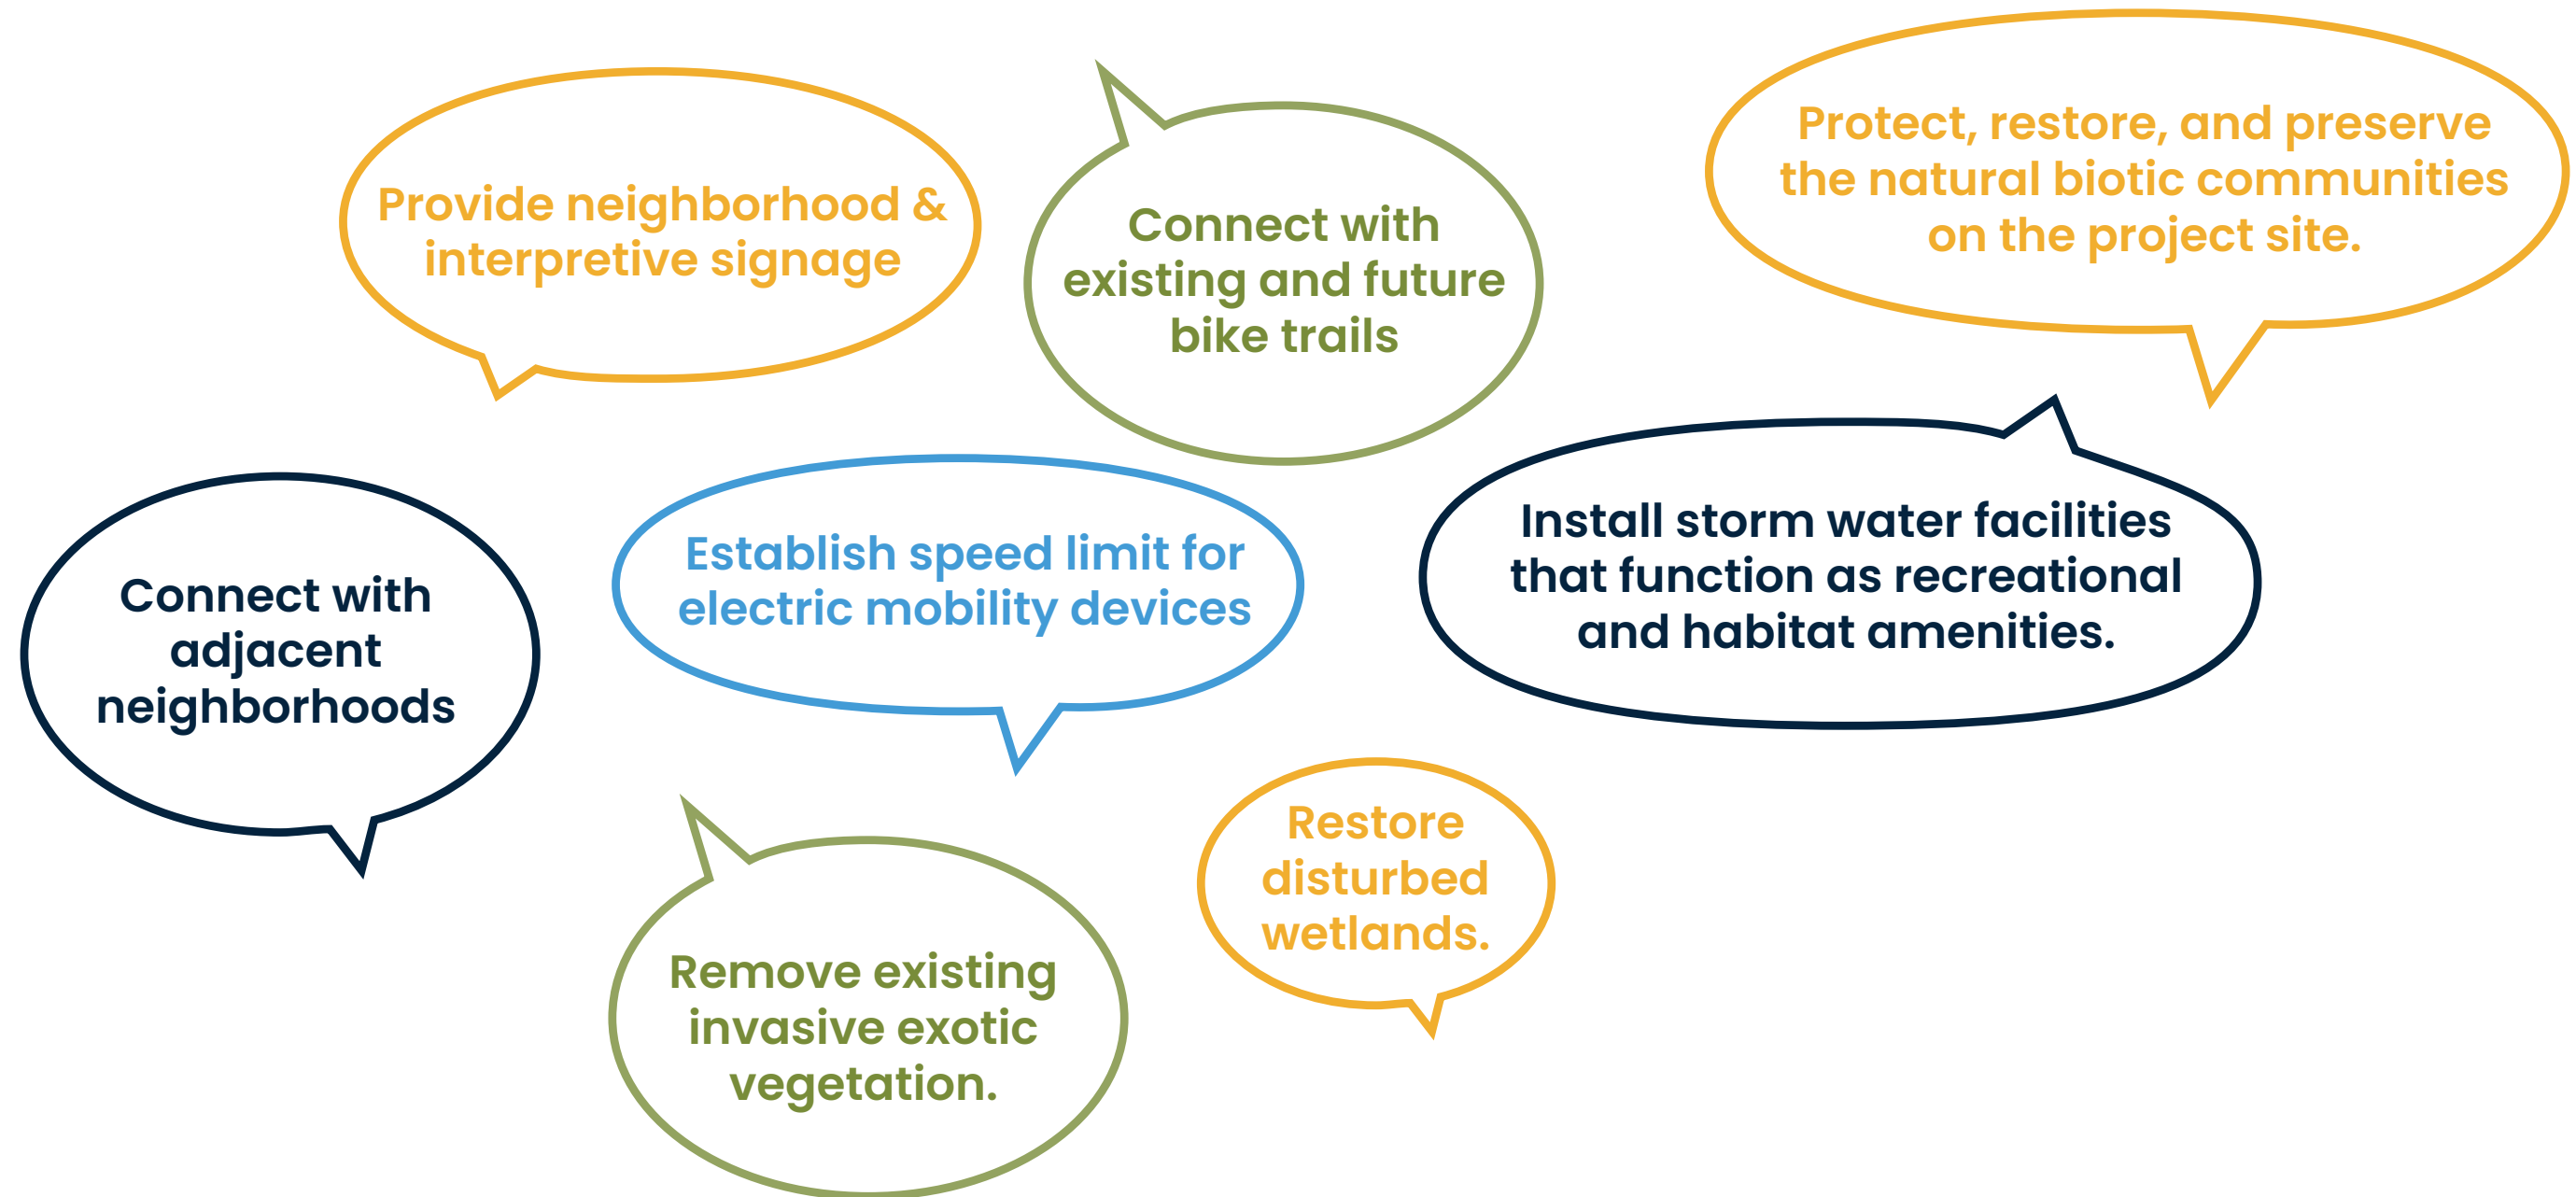 Provide neighborhood &
interpretive signage
Connect with
existing and future
bike trails
Protect, restore, and preserve
the natural biotic communities
on the project site.
Connect with
adjacent
neighborhoods
Establish speed limit for
electric mobility devices
Install storm water facilities
that function as recreational
and habitat amenities.
Remove existing
invasive exotic
vegetation.
Restore
disturbed
wetlands.